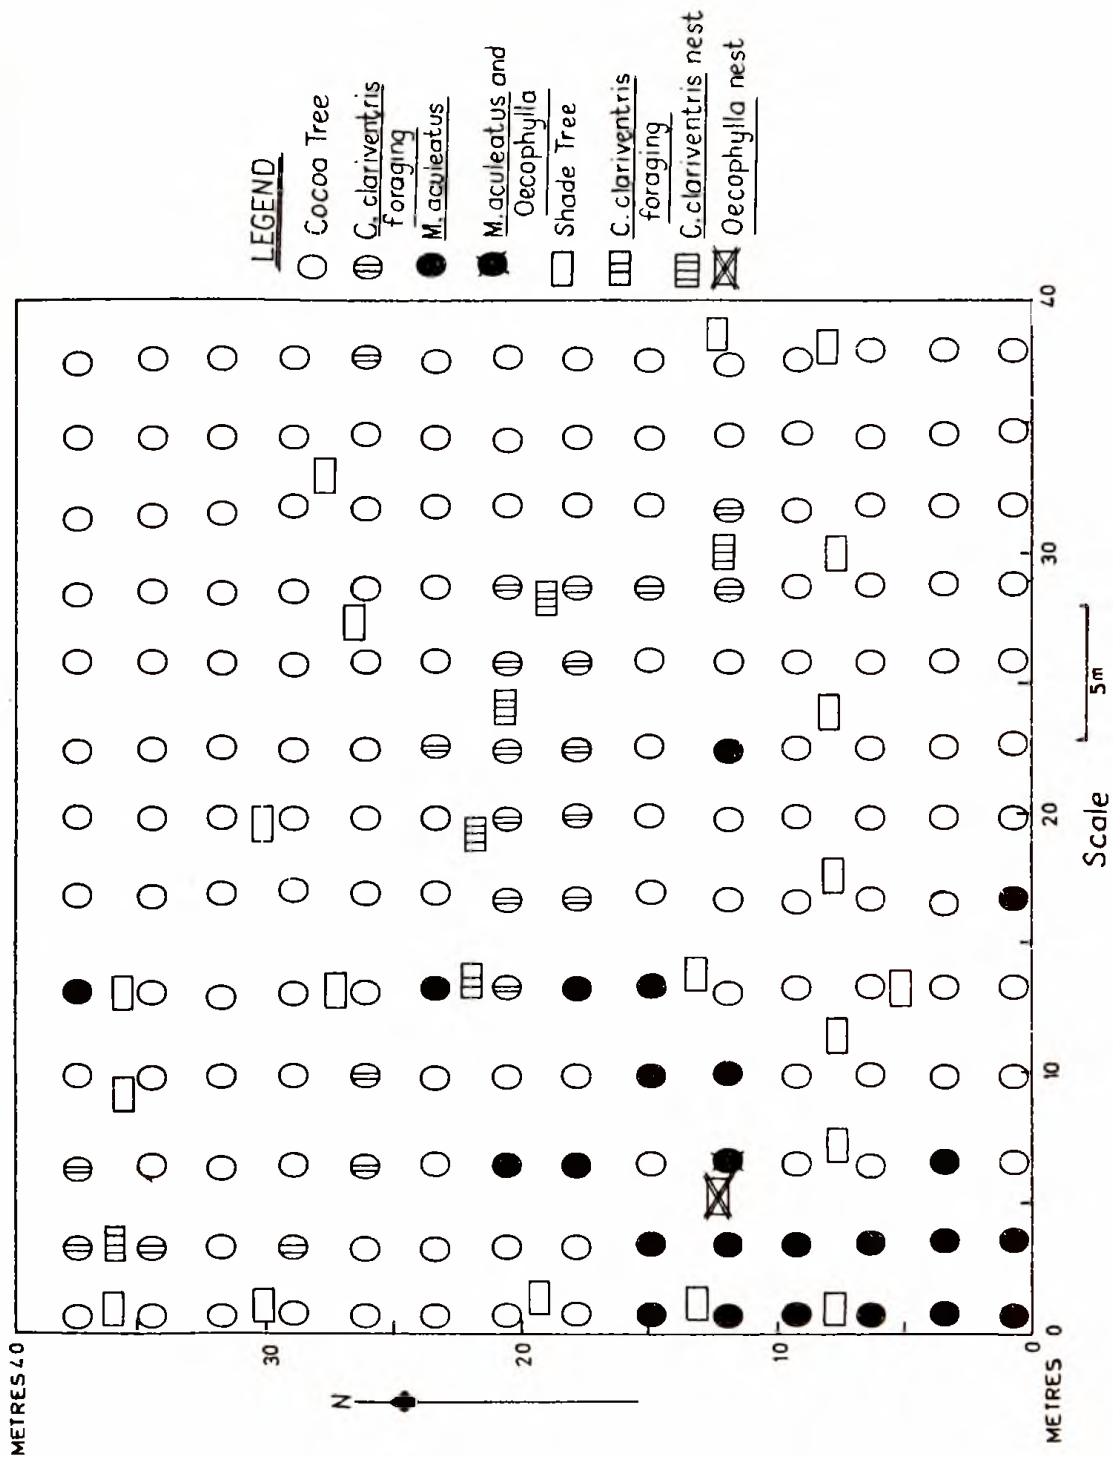 METRES 40
30
20
10
METRES 0
N
0
10
20
30
40
Scale
5m
LEGEND
Cocoa Tree
C. clariventris
foraging
M. aculeatus
M. aculeatus and
Oecophylla
Shade Tree
C. clariventris
foraging
C. clariventris nest
Oecophylla nest